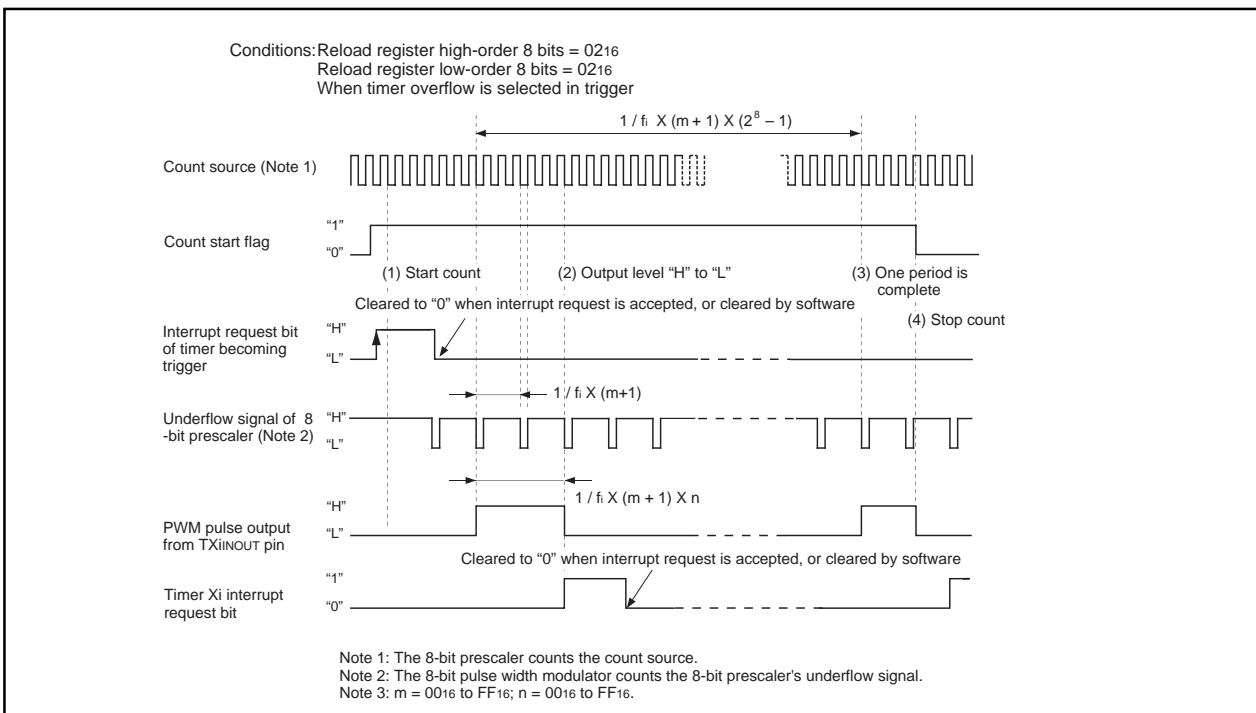 Conditions: Reload register high-order 8 bits = 0216
Reload register low-order 8 bits = 0216
When timer overflow is selected in trigger
1 / fi X (m + 1) X (2^8 – 1)
Count source (Note 1)
Count start flag
“1”
“0”
(1) Start count
(2) Output level “H” to “L”
(3) One period is
complete
(4) Stop count
Cleared to “0” when interrupt request is accepted, or cleared by software
Interrupt request bit
of timer becoming
trigger
“H”
“L”
1 / fi X (m+1)
Underflow signal of 8
-bit prescaler (Note 2)
“H”
“L”
1 / fi X (m + 1) X n
PWM pulse output
from TXiINOUT pin
“H”
“L”
Cleared to “0” when interrupt request is accepted, or cleared by software
Timer Xi interrupt
request bit
“1”
“0”
Note 1: The 8-bit prescaler counts the count source.
Note 2: The 8-bit pulse width modulator counts the 8-bit prescaler's underflow signal.
Note 3: m = 0016 to FF16; n = 0016 to FF16.